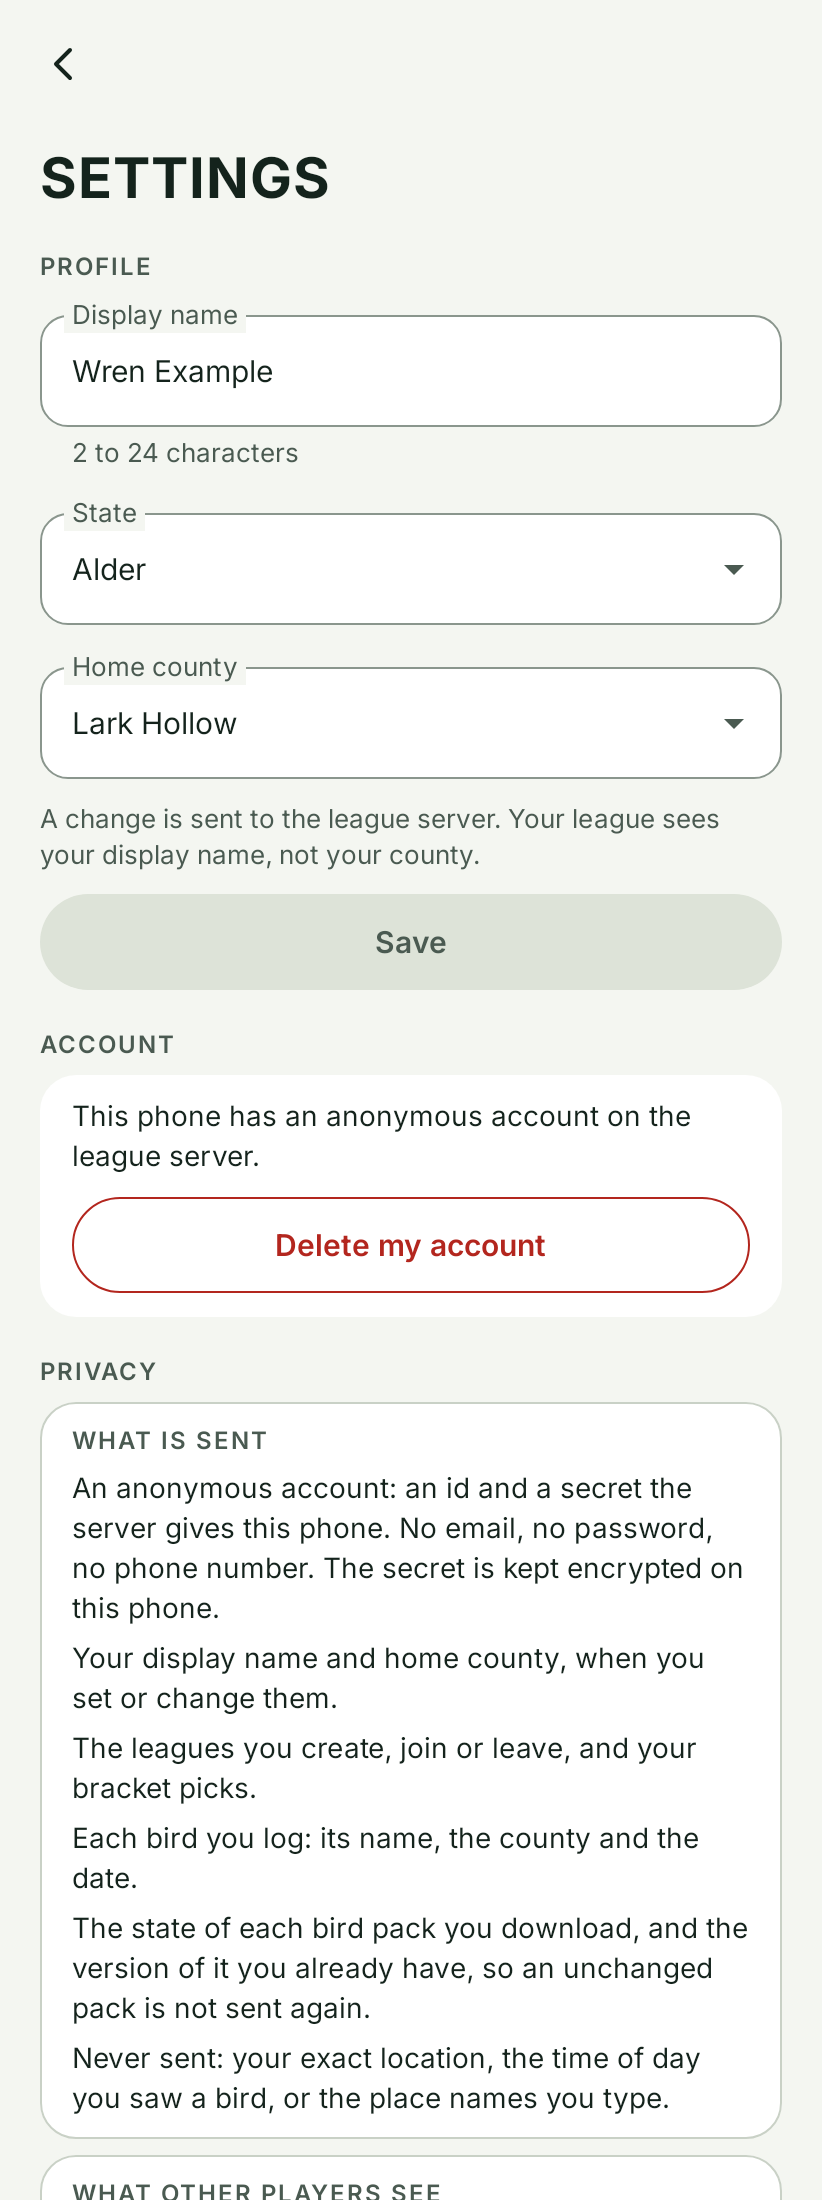 SETTINGS
PROFILE
Display name
Wren Example
2 to 24 characters
State
Alder
Home county
Lark Hollow
A change is sent to the league server. Your league sees
your display name, not your county.
Save
ACCOUNT
This phone has an anonymous account on the
league server.
Delete my account
PRIVACY
WHAT IS SENT
An anonymous account: an id and a secret the
server gives this phone. No email, no password,
no phone number. The secret is kept encrypted on
this phone.
Your display name and home county, when you
set or change them.
The leagues you create, join or leave, and your
bracket picks.
Each bird you log: its name, the county and the
date.
The state of each bird pack you download, and the
version of it you already have, so an unchanged
pack is not sent again.
Never sent: your exact location, the time of day
you saw a bird, or the place names you type.
WHAT OTHER PLAYERS SEE